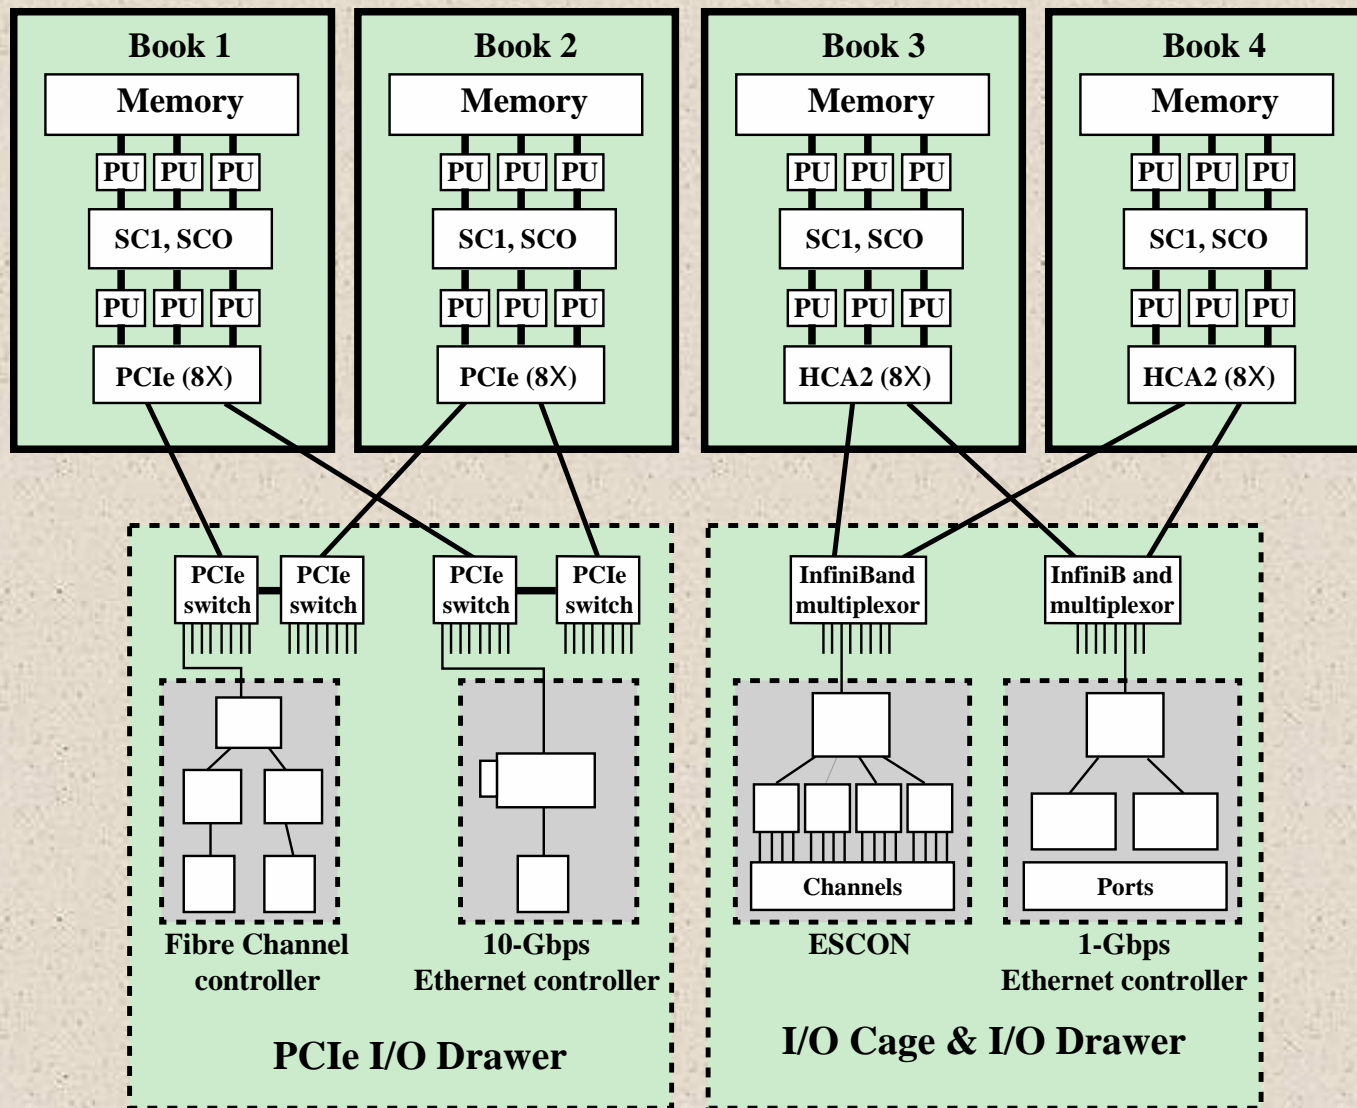 Book 1
Memory
PU PU PU
SC1, SCO
PU PU PU
PCIe (8X)
Book 2
Memory
PU PU PU
SC1, SCO
PU PU PU
PCIe (8X)
Book 3
Memory
PU PU PU
SC1, SCO
PU PU PU
HCA2 (8X)
Book 4
Memory
PU PU PU
SC1, SCO
PU PU PU
HCA2 (8X)
PCIe
switch
PCIe
switch
PCIe
switch
PCIe
switch
Fibre Channel
controller
10-Gbps
Ethernet controller
PCIe I/O Drawer
InfiniBand
multiplexor
InfiniB and
multiplexor
Channels
Ports
ESCON
1-Gbps
Ethernet controller
I/O Cage & I/O Drawer